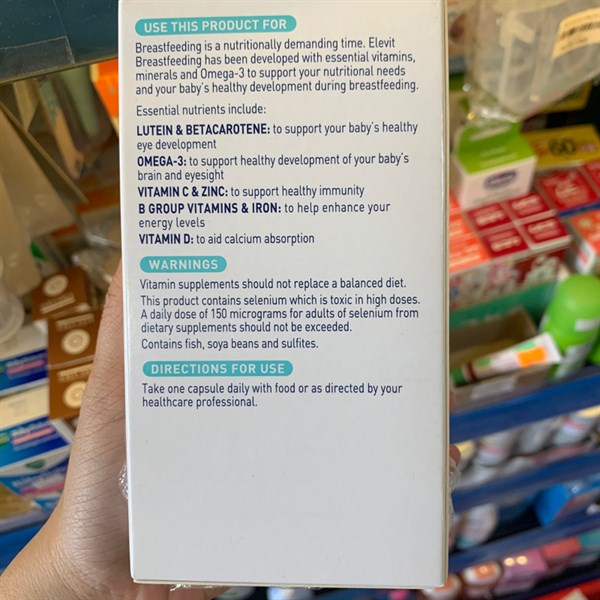 USE THIS PRODUCT FOR
Breastfeeding is a nutritionally demanding time. Elevit
Breastfeeding has been developed with essential vitamins,
minerals and Omega-3 to support your nutritional needs
and your baby's healthy development during breastfeeding.
Essential nutrients include:
LUTEIN & BETACAROTENE: to support your baby's healthy
eye development
OMEGA-3: to support healthy development of your baby's
brain and eyesight
VITAMIN C & ZINC: to support healthy immunity
B GROUP VITAMINS & IRON: to help enhance your
energy levels
VITAMIN D: to aid calcium absorption
WARNINGS
Vitamin supplements should not replace a balanced diet.
This product contains selenium which is toxic in high doses.
A daily dose of 150 micrograms for adults of selenium from
dietary supplements should not be exceeded.
Contains fish, soya beans and sulfites.
DIRECTIONS FOR USE
Take one capsule daily with food or as directed by your
healthcare professional.
60